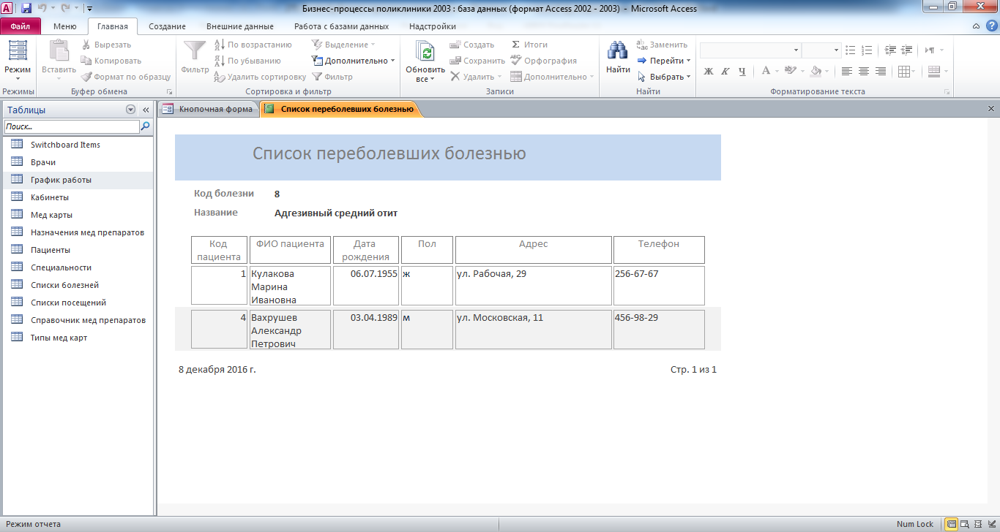 Бизнес-процессы поликлиники 2003 : база данных (формат Access 2002 - 2003) - Microsoft Access
Файл Меню Главная Создание Внешние данные Работа с базами данных Надстройки
Режим
Режимы
Вставить
Вырезать
Копировать
Формат по образцу
Буфер обмена
Фильтр
По возрастанию
По убыванию
Удалить сортировку
Выделение
Дополнительно
Фильтр
Сортировка и фильтр
Обновить
все
Создать
Сохранить
Удалить
Итоги
Орфография
Дополнительно
Записи
Найти
Заменить
Перейти
Выбрать
Найти
Ж К Ч
Форматирование текста
Таблицы
Поиск...
Switchboard Items
Врачи
График работы
Кабинеты
Мед карты
Назначения мед препаратов
Пациенты
Специальности
Списки болезней
Списки посещений
Справочник мед препаратов
Типы мед карт
Кнопочная форма
Список переболевших болезнью
Список переболевших болезнью
Код болезни 8
Название Адгезивный средний отит
Код
пациента
ФИО пациента
Дата
рождения
Пол
Адрес
Телефон
1
Кулакова
Марина
Ивановна
06.07.1955
ж
ул. Рабочая, 29
256-67-67
4
Вахрушев
Александр
Петрович
03.04.1989
м
ул. Московская, 11
456-98-29
8 декабря 2016 г.
Стр. 1 из 1
Режим отчета
Num Lock